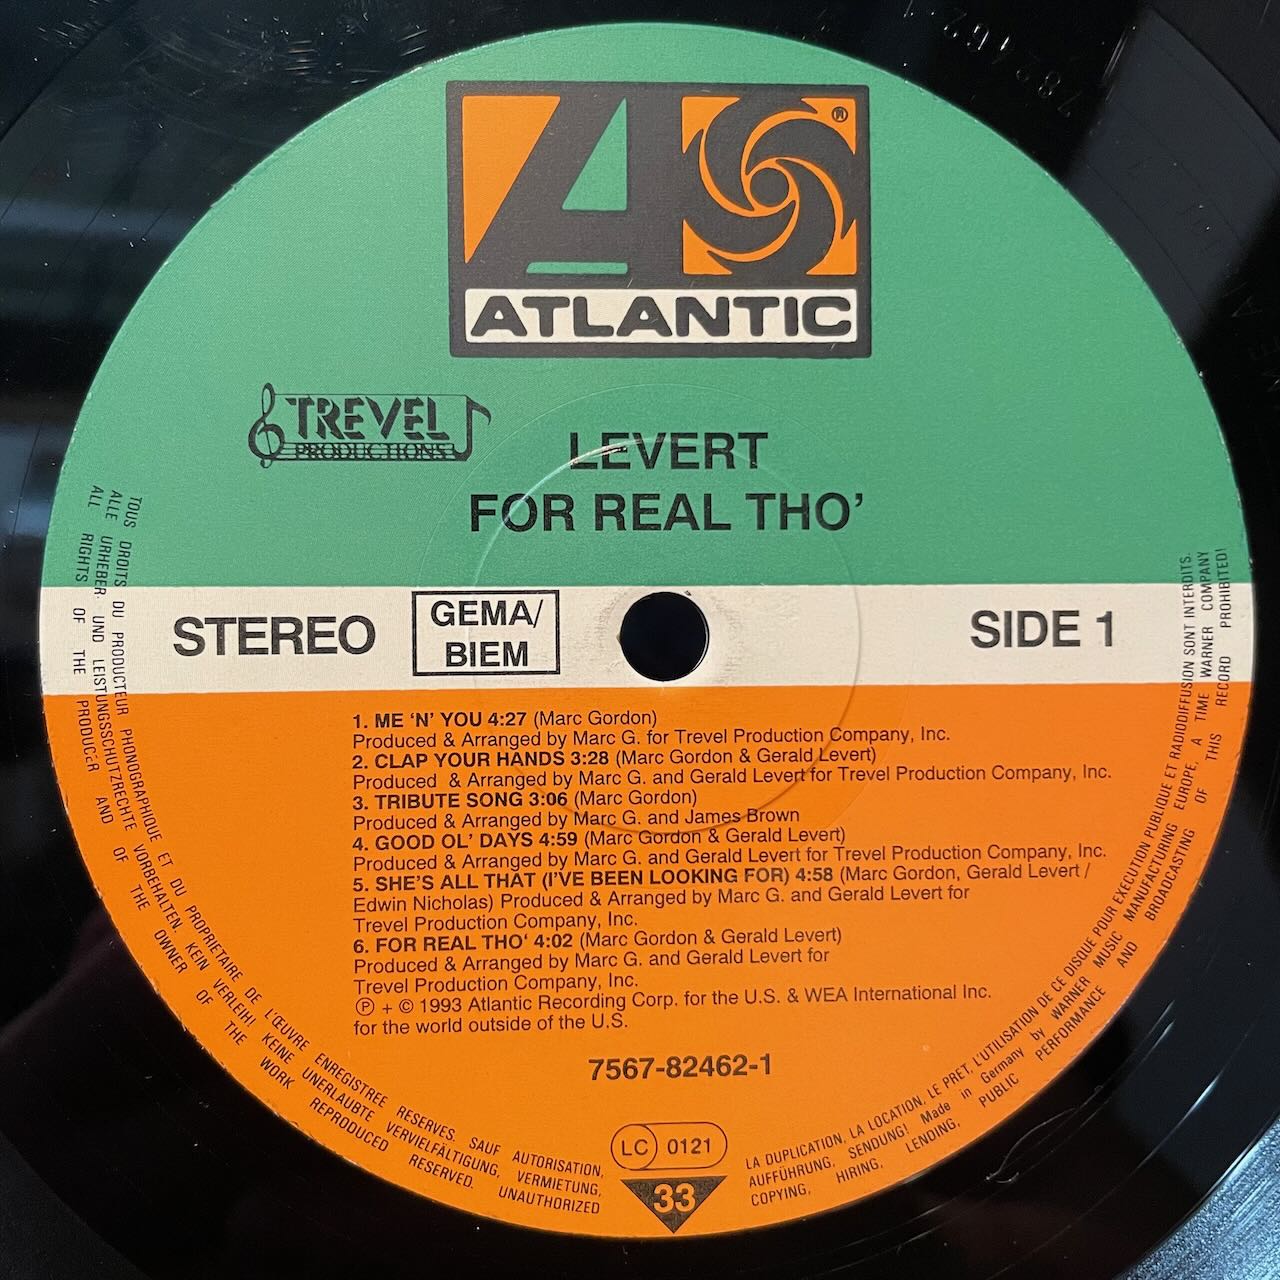 ATLANTIC
®
TREVEL
PRODUCTIONS
LEVERT
FOR REAL THO'
STEREO
GEMA/
BIEM
SIDE 1
1. ME 'N' YOU 4:27 (Marc Gordon)
Produced & Arranged by Marc G. for Trevel Production Company, Inc.
2. CLAP YOUR HANDS 3:28 (Marc Gordon & Gerald Levert)
Produced & Arranged by Marc G. and Gerald Levert for Trevel Production Company, Inc.
3. TRIBUTE SONG 3:06 (Marc Gordon)
Produced & Arranged by Marc G. and James Brown
4. GOOD OL' DAYS 4:59 (Marc Gordon & Gerald Levert)
Produced & Arranged by Marc G. and Gerald Levert for Trevel Production Company, Inc.
5. SHE'S ALL THAT (I'VE BEEN LOOKING FOR) 4:58 (Marc Gordon, Gerald Levert /
Edwin Nicholas) Produced & Arranged by Marc G. and Gerald Levert for
Trevel Production Company, Inc.
6. FOR REAL THO' 4:02 (Marc Gordon & Gerald Levert)
Produced & Arranged by Marc G. and Gerald Levert for
Trevel Production Company, Inc.
℗ + © 1993 Atlantic Recording Corp. for the U.S. & WEA International Inc.
for the world outside of the U.S.
7567-82462-1
LC 0121
33
TOUS DROITS DU PRODUCTEUR PHONOGRAPHIQUE ET DU PROPRIETAIRE DE L'ŒUVRE ENREGISTREE RESERVES. SAUF AUTORISATION,
LA DUPLICATION, LA LOCATION, LE PRET, L'UTILISATION DE CE DISQUE POUR EXECUTION PUBLIQUE ET RADIODIFFUSION SONT INTERDITS.
ALLE URHEBER- UND LEISTUNGSSCHUTZRECHTE VORBEHALTEN. KEIN VERLEIH! KEINE UNERLAUBTE VERVIELFÄLTIGUNG, VERMIETUNG,
AUFFÜHRUNG, SENDUNG! Made in Germany by WARNER MUSIC MANUFACTURING EUROPE, A TIME WARNER COMPANY
ALL RIGHTS OF THE PRODUCER AND OF THE OWNER OF THE WORK REPRODUCED RESERVED. UNAUTHORIZED
COPYING, HIRING, LENDING, PUBLIC PERFORMANCE AND BROADCASTING OF THIS RECORD PROHIBITED!